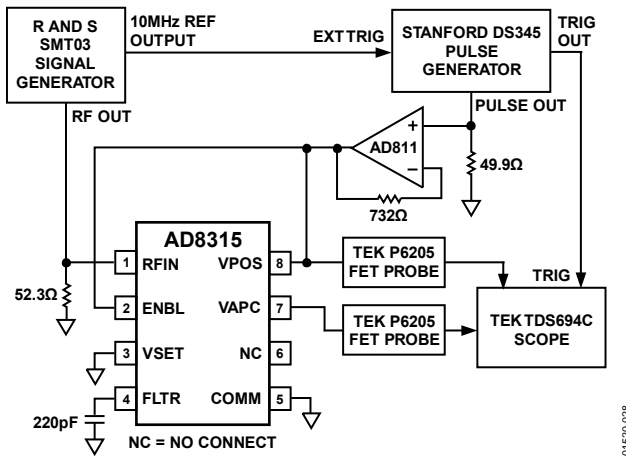 R AND S
SMT03
SIGNAL
GENERATOR
10MHz REF
OUTPUT
EXT TRIG
STANFORD DS345
PULSE
GENERATOR
TRIG
OUT
RF OUT
PULSE OUT
+
AD811
−
49.9Ω
732Ω
AD8315
1 RFIN VPOS 8
52.3Ω
2 ENBL VAPC 7
3 VSET NC 6
4 FLTR COMM 5
220pF
NC = NO CONNECT
TEK P6205
FET PROBE
TRIG
TEK P6205
FET PROBE
TEK TDS694C
SCOPE
01520-028